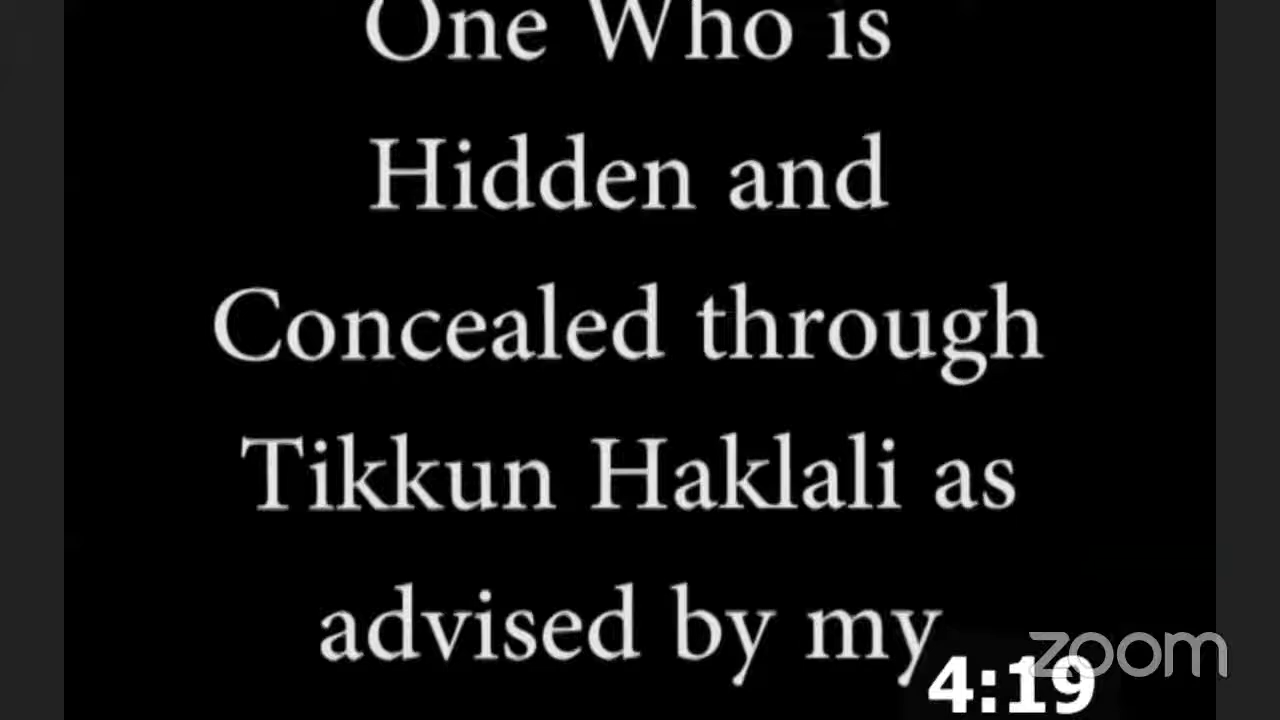 One Who is
Hidden and
Concealed through
Tikkun Haklali as
advised by my
zoom
4:19